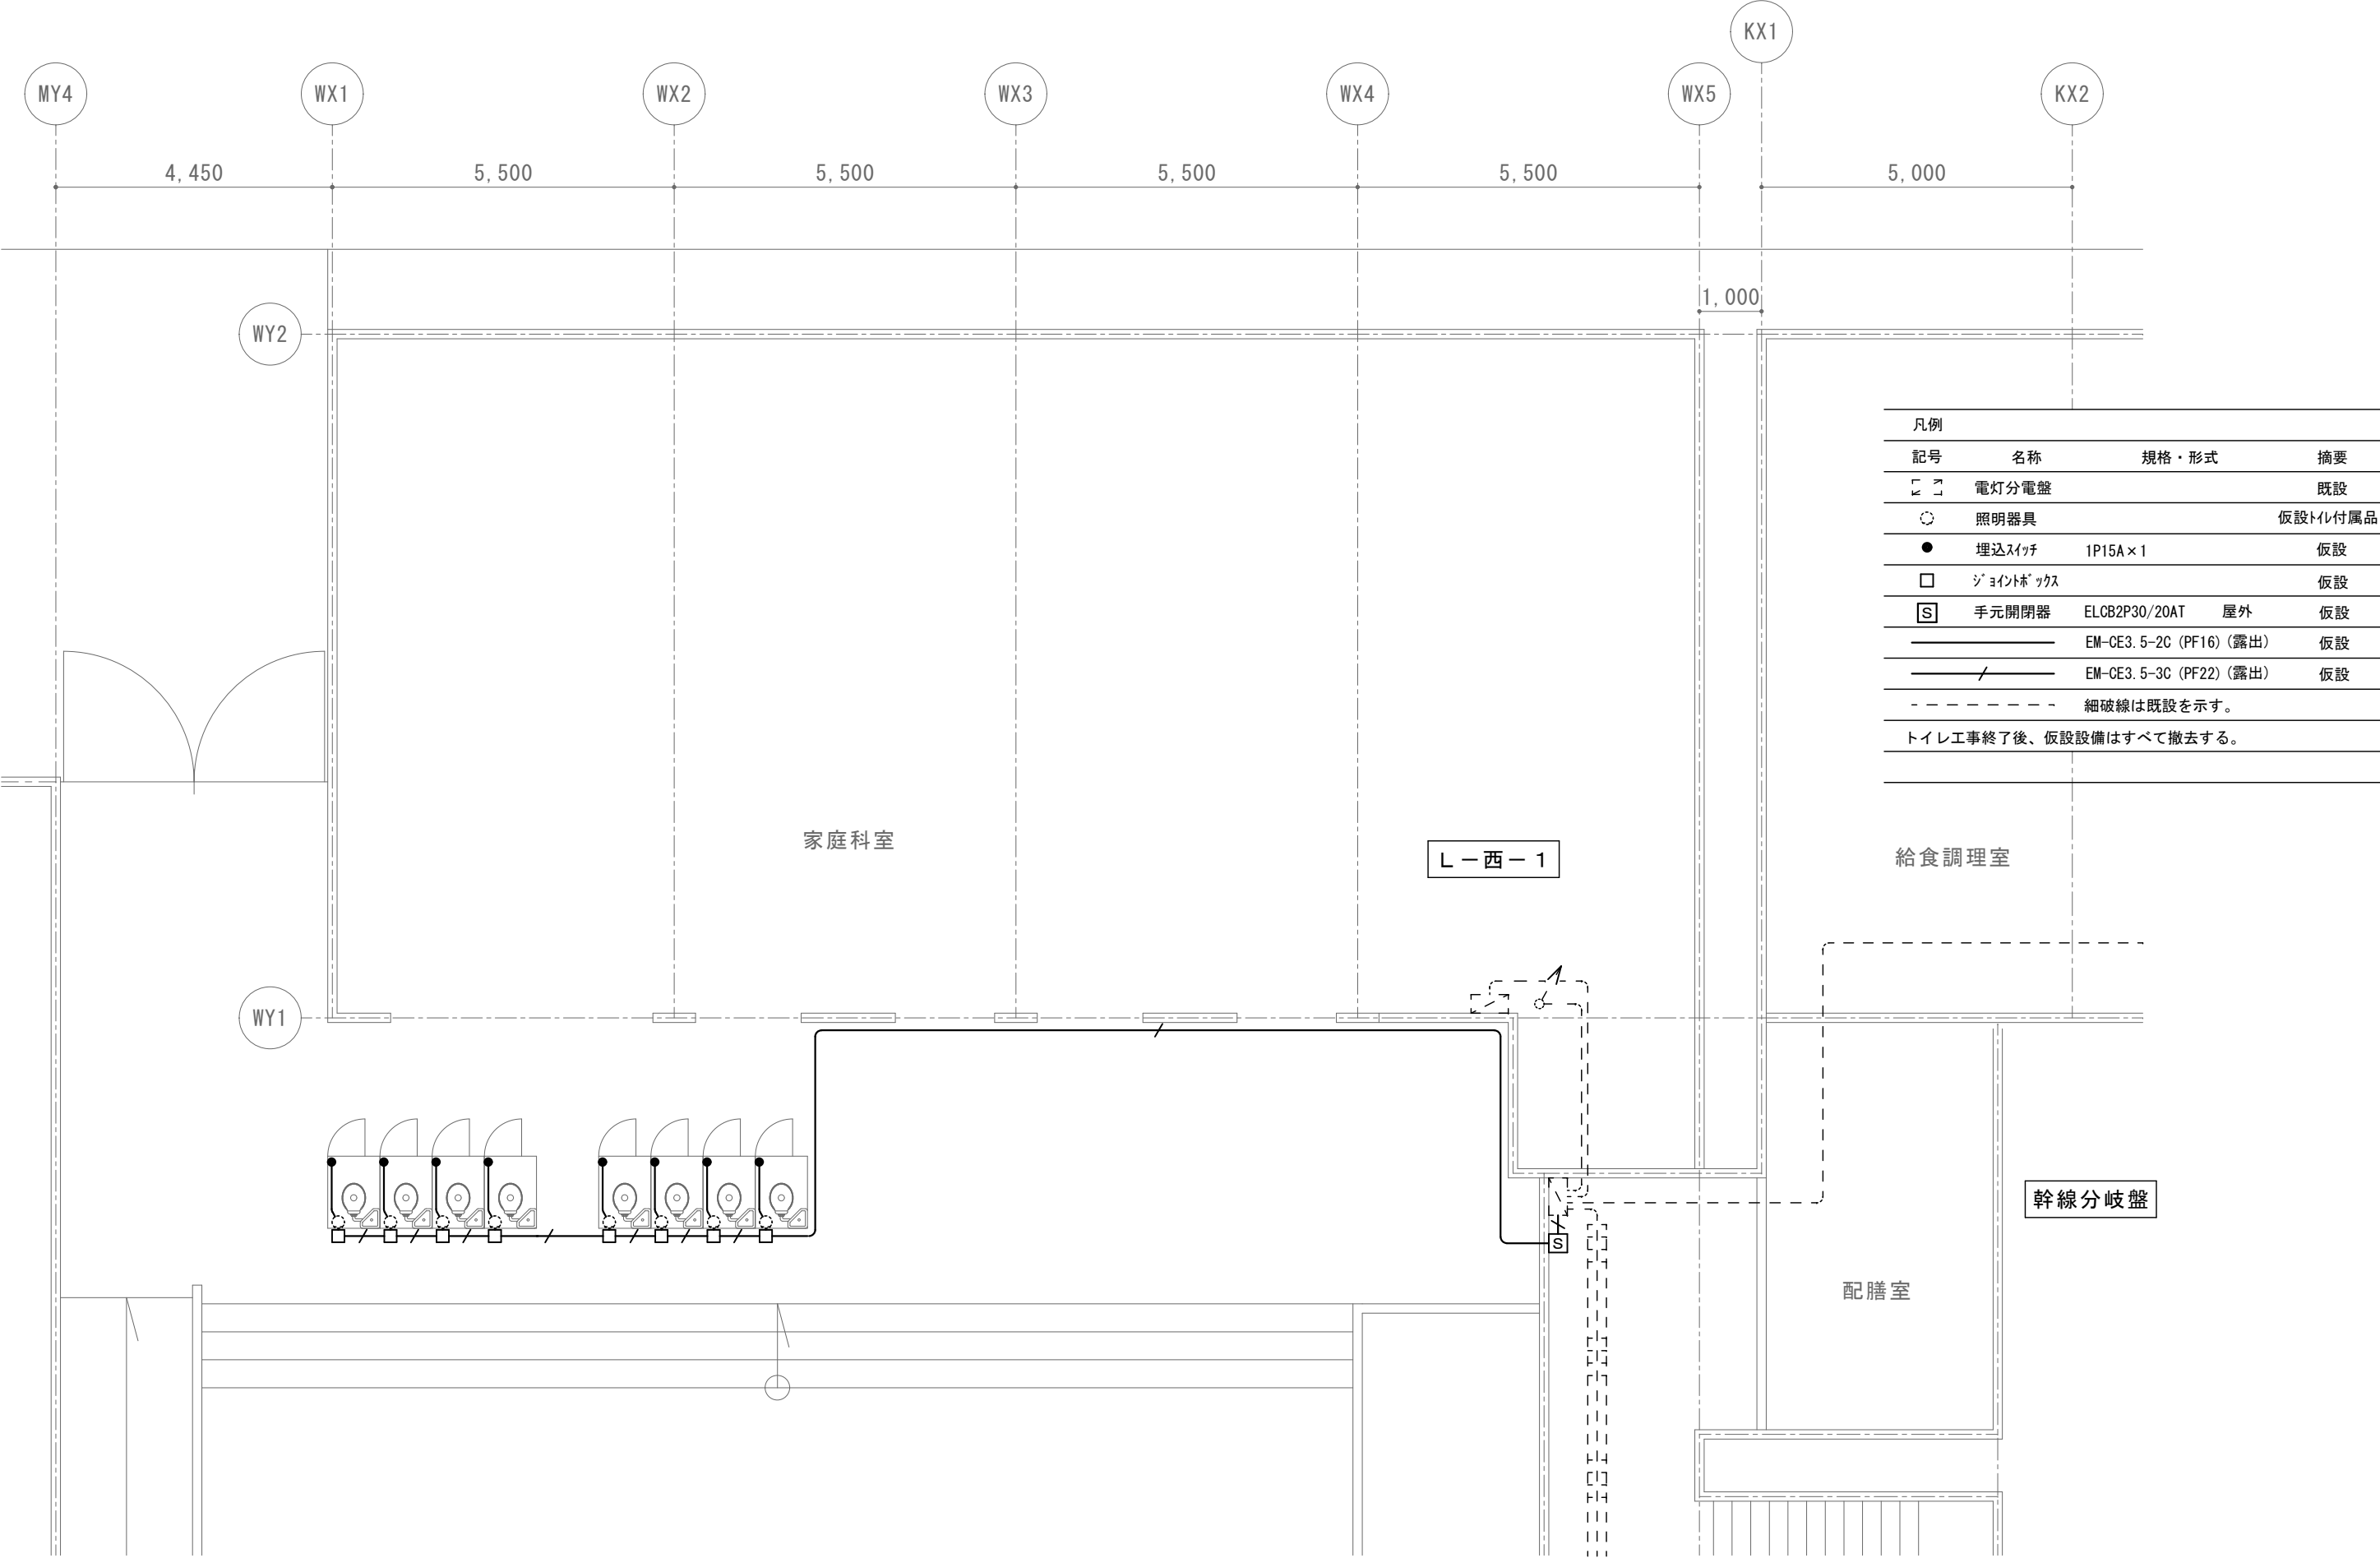 KX1
MY4
WX1
WX2
WX3
WX4
WX5
KX2
4,450
5,500
5,500
5,500
5,500
5,000
1,000
WY2
凡例
記号 名称 規格・形式 摘要
電灯分電盤 既設
照明器具 仮設ﾄｲﾚ付属品
埋込ｽｲｯﾁ 1P15A×1 仮設
ｼﾞｮｲﾝﾄﾎﾞｯｸｽ 仮設
S 手元開閉器 ELCB2P30/20AT 屋外 仮設
EM-CE3.5-2C (PF16)(露出) 仮設
EM-CE3.5-3C (PF22)(露出) 仮設
細破線は既設を示す。
トイレ工事終了後、仮設設備はすべて撤去する。
家庭科室
L－西－1
給食調理室
WY1
幹線分岐盤
S
配膳室